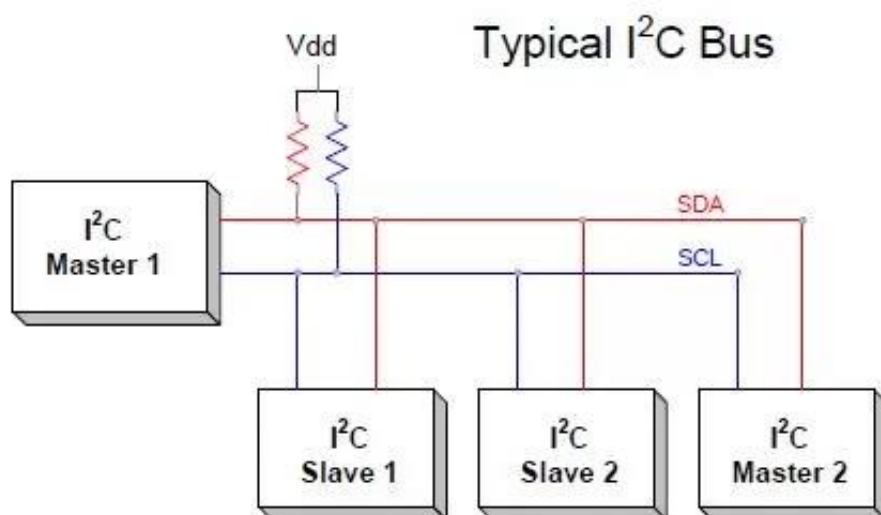 Typical I²C Bus
Vdd
SDA
SCL
I²C
Master 1
I²C
Slave 1
I²C
Slave 2
I²C
Master 2